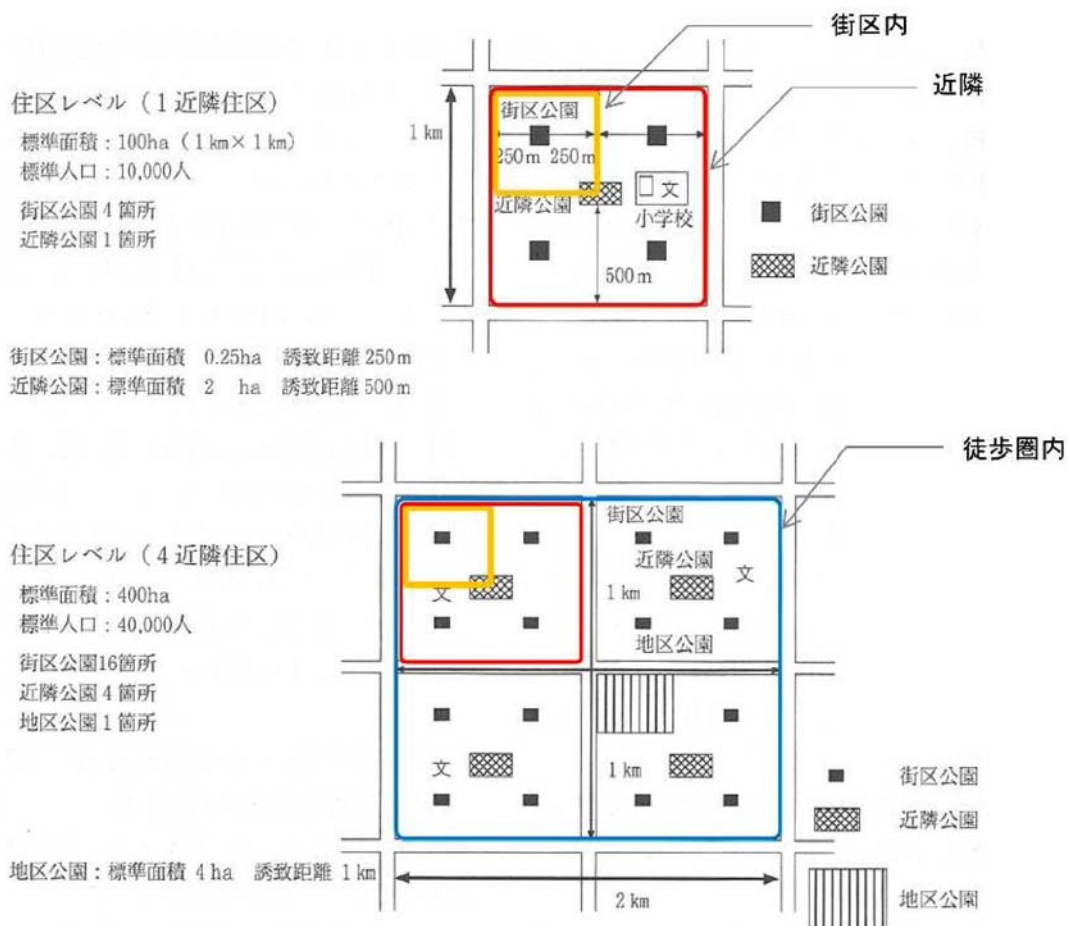 街区内
近隣
住区レベル（1近隣住区）
標準面積：100ha（1km×1km）
標準人口：10,000人
街区公園4箇所
近隣公園1箇所
1km
街区公園
250m 250m
近隣公園
文
小学校
500m
街区公園
近隣公園
街区公園：標準面積 0.25ha 誘致距離 250m
近隣公園：標準面積 2 ha 誘致距離 500m
徒歩圏内
住区レベル（4近隣住区）
標準面積：400ha
標準人口：40,000人
街区公園16箇所
近隣公園4箇所
地区公園1箇所
文
街区公園
近隣公園
文
1km
地区公園
文
1km
街区公園
近隣公園
地区公園
地区公園：標準面積 4ha 誘致距離 1km
2km